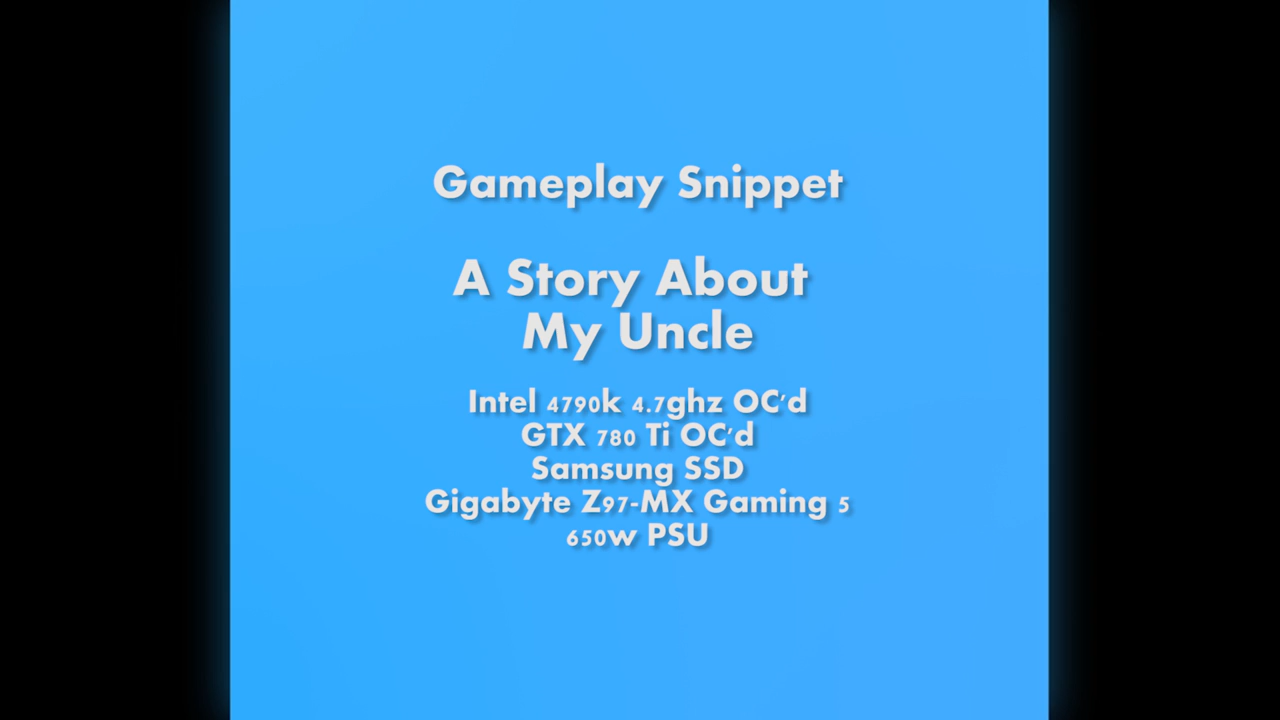 Gameplay Snippet
A Story About
My Uncle
Intel 4790k 4.7ghz OC'd
GTX 780 Ti OC'd
Samsung SSD
Gigabyte Z97-MX Gaming 5
650w PSU